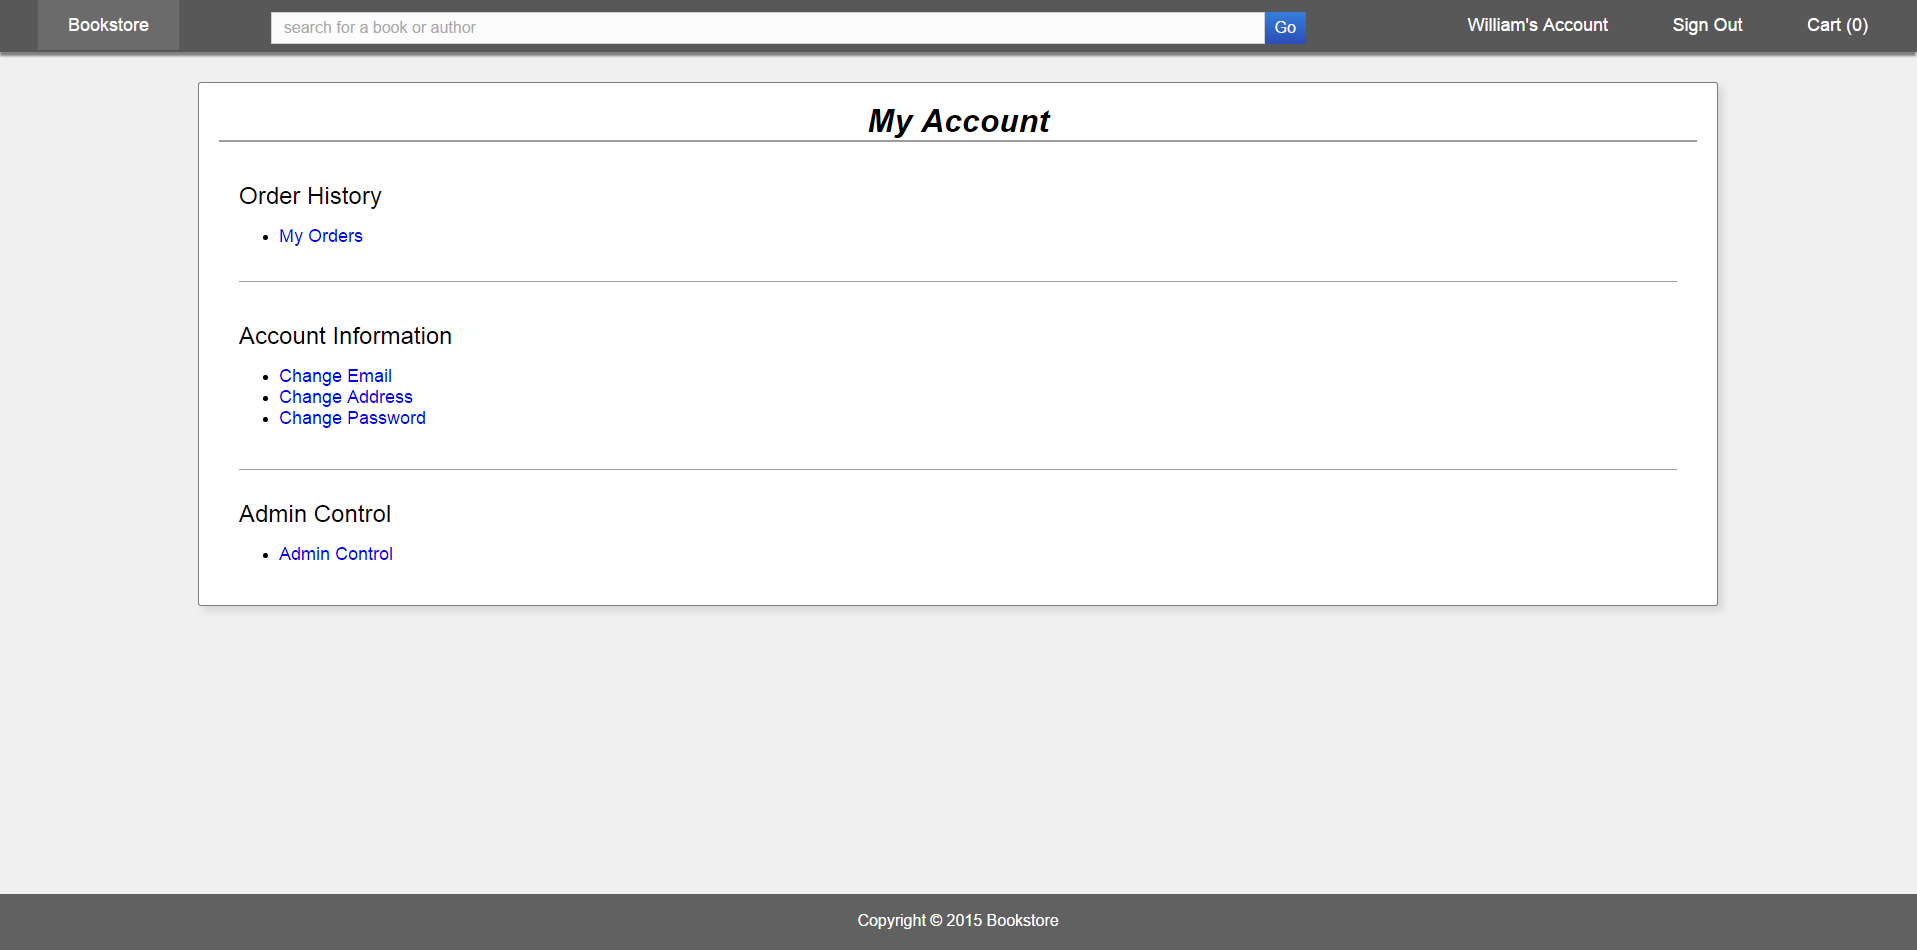 Bookstore
search for a book or author
Go
William's Account
Sign Out
Cart (0)
My Account
Order History
My Orders
Account Information
Change Email
Change Address
Change Password
Admin Control
Admin Control
Copyright © 2015 Bookstore